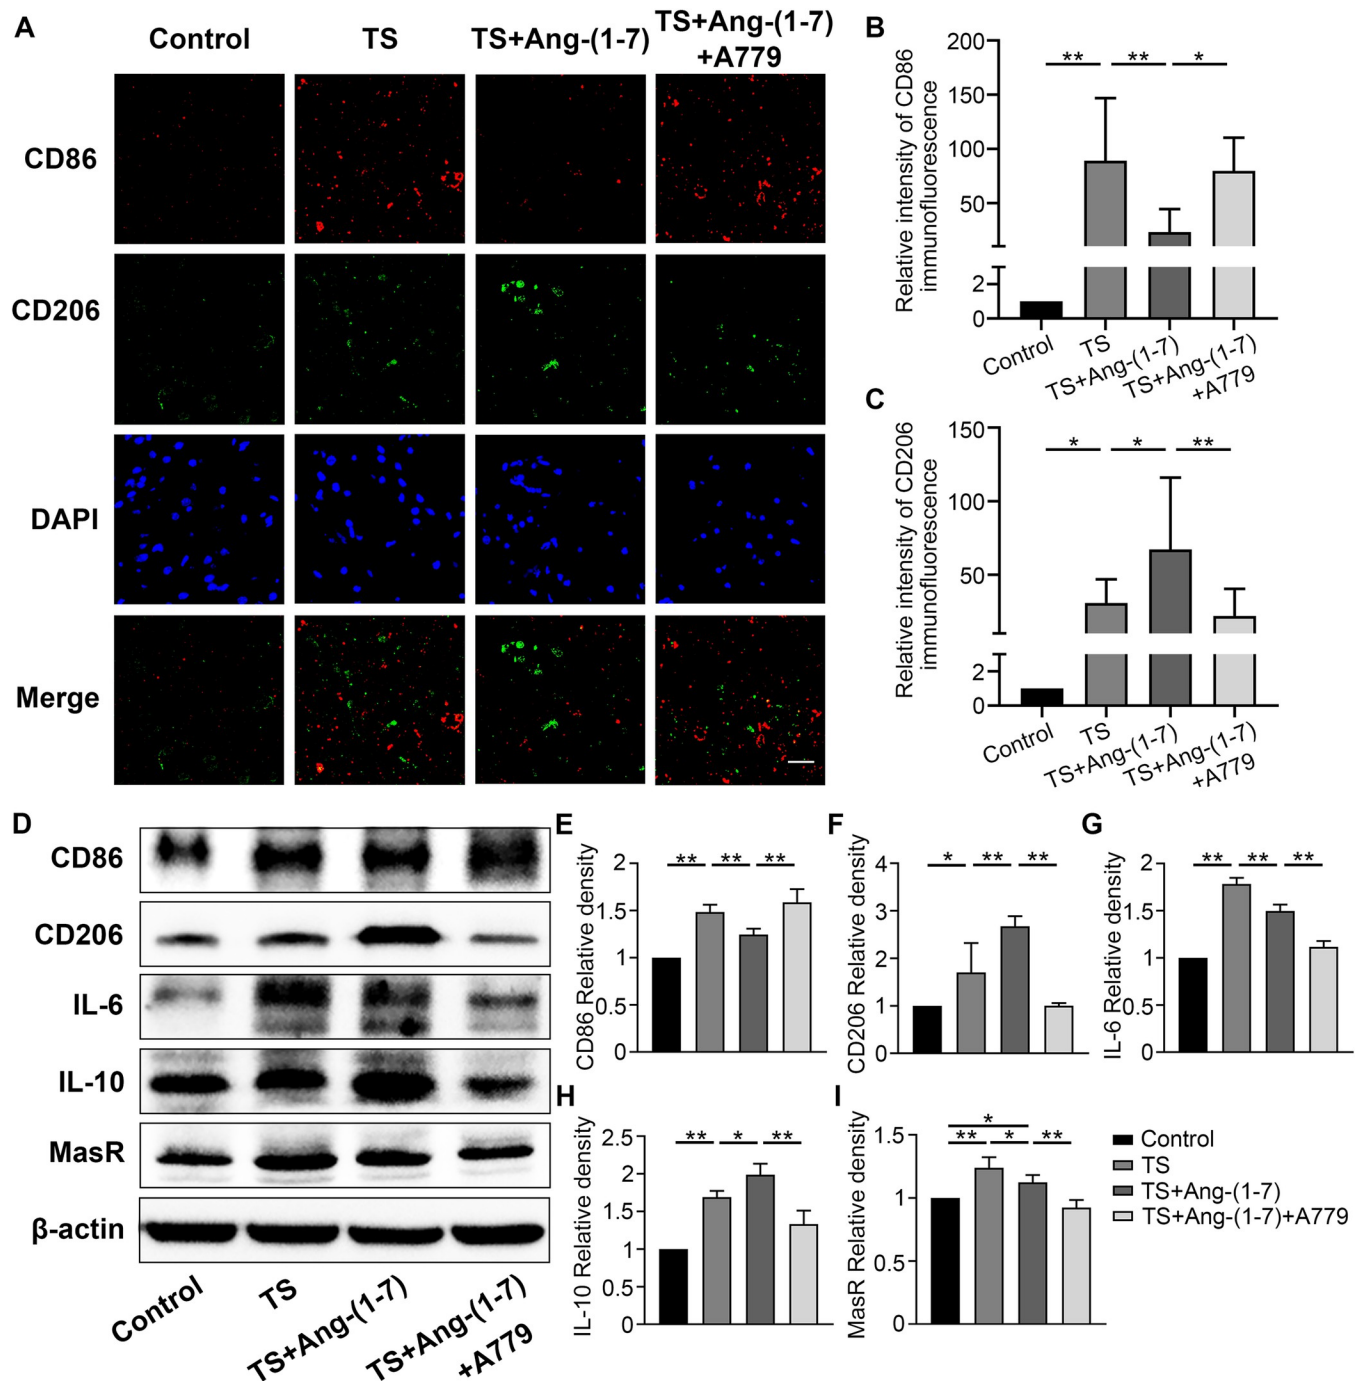 A
Control
TS
TS+Ang-(1-7)
TS+Ang-(1-7)
+A779
CD86
CD206
DAPI
Merge
B
Relative intensity of CD86
immunofluorescence
200
150
100
50
2
0
** ** *
Control
TS
TS+Ang-(1-7)
TS+Ang-(1-7)
+A779
C
Relative intensity of CD206
immunofluorescence
150
100
50
2
0
* * **
Control
TS
TS+Ang-(1-7)
TS+Ang-(1-7)
+A779
D
CD86
CD206
IL-6
IL-10
MasR
β-actin
Control
TS
TS+Ang-(1-7)
TS+Ang-(1-7)
+A779
E
CD86 Relative density
2
1.5
1
0.5
0
** ** **
F
CD206 Relative density
4
3
2
1
0
* ** **
G
IL-6 Relative density
2
1.5
1
0.5
0
** ** **
H
IL-10 Relative density
2.5
2
1.5
1
0.5
0
** * **
I
MasR Relative density
1.5
1
0.5
0
*
** * **
Control
TS
TS+Ang-(1-7)
TS+Ang-(1-7)+A779